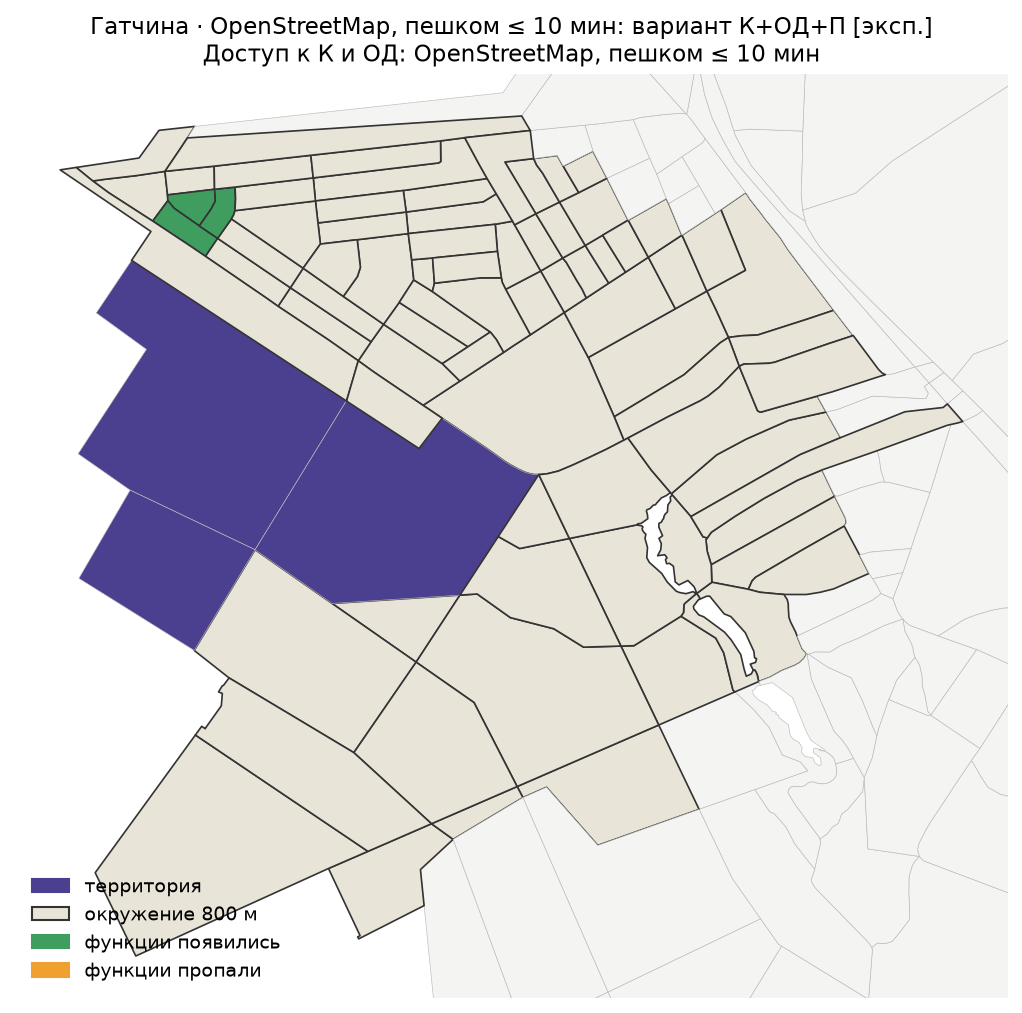 Гатчина · OpenStreetMap, пешком ≤ 10 мин: вариант К+ОД+П [эксп.]
Доступ к К и ОД: OpenStreetMap, пешком ≤ 10 мин
территория
окружение 800 м
функции появились
функции пропали